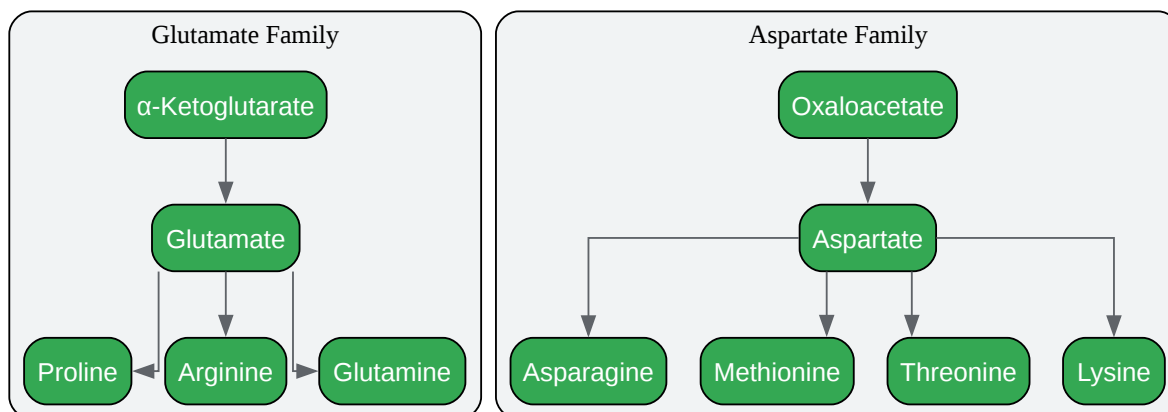 Glutamate Family
α-Ketoglutarate
Glutamate
Proline
Arginine
Glutamine
Aspartate Family
Oxaloacetate
Aspartate
Asparagine
Methionine
Threonine
Lysine